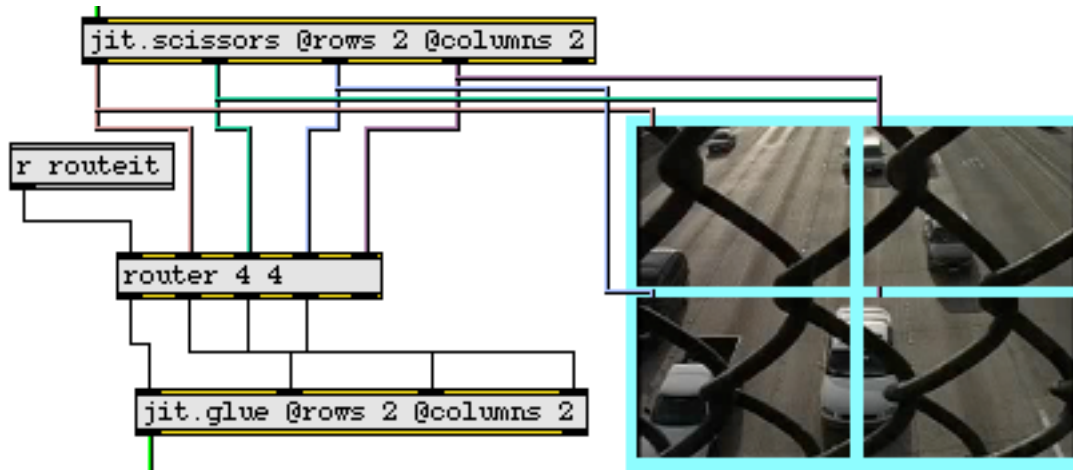 jit.scissors @rows 2 @columns 2
r routeit
router 4 4
jit.glue @rows 2 @columns 2